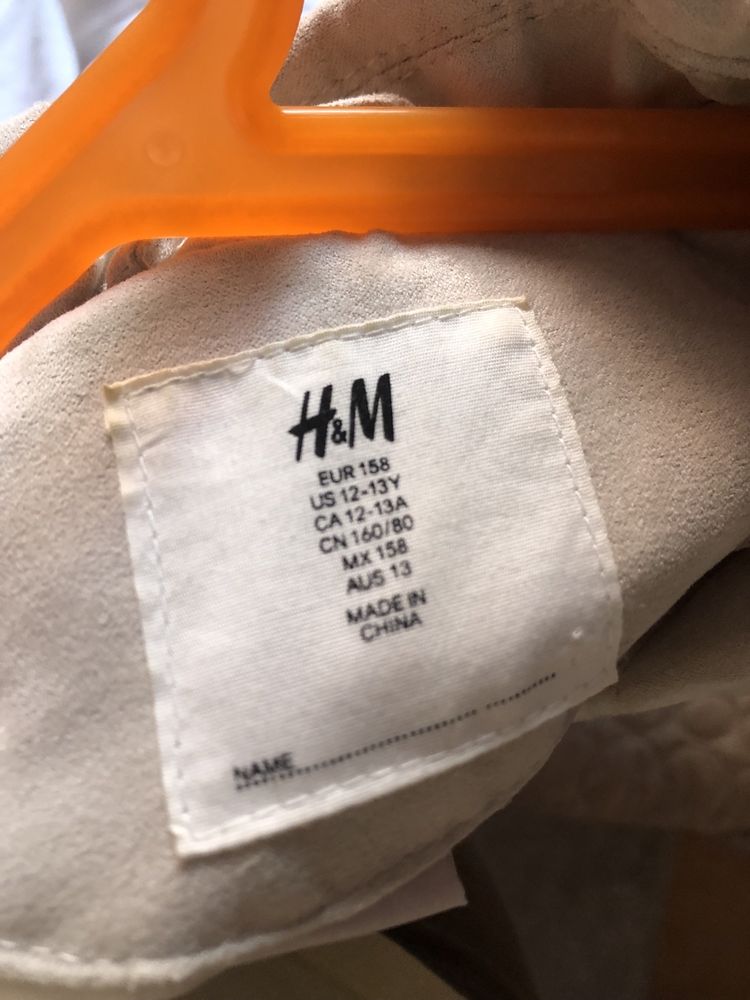 H&M
EUR 158
US 12-13Y
CA 12-13A
CN 160/80
MX 158
AUS 13
MADE IN
CHINA
NAME